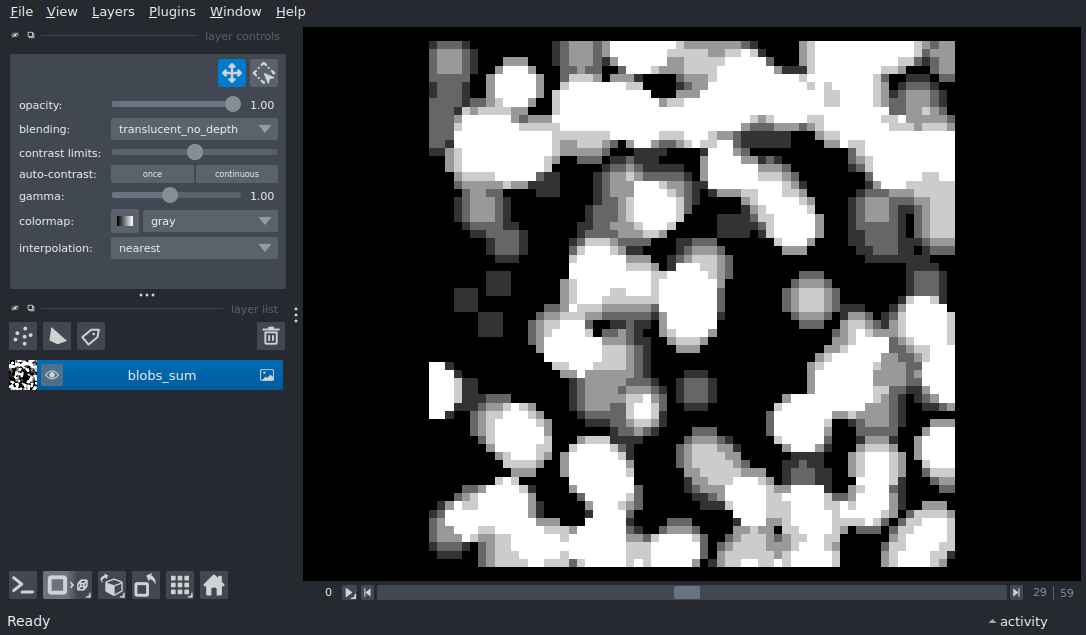 File View Layers Plugins Window Help
layer controls
opacity: 1.00
blending: translucent_no_depth
contrast limits:
auto-contrast: once continuous
gamma: 1.00
colormap: gray
interpolation: nearest
layer list
blobs_sum
0 29 59
Ready activity